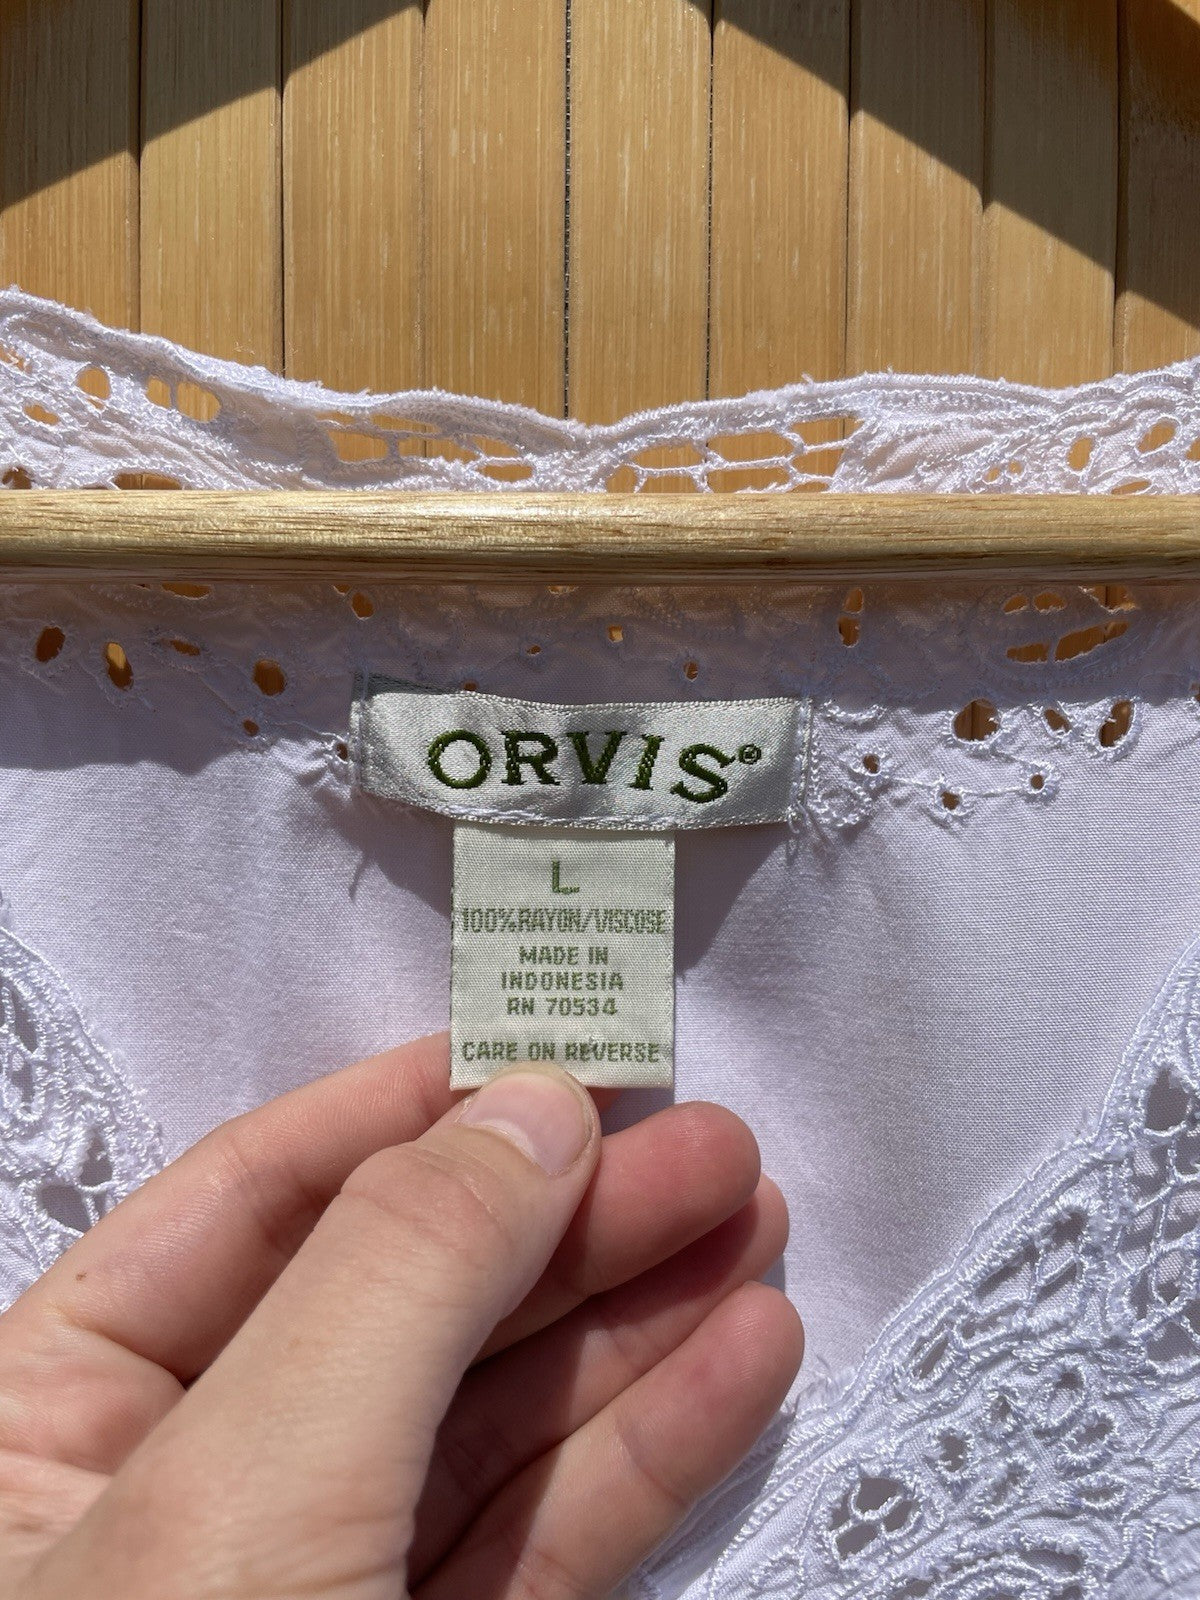 ORVIS®
L
100% RAYON/VISCOSE
MADE IN
INDONESIA
RN 70534
CARE ON REVERSE